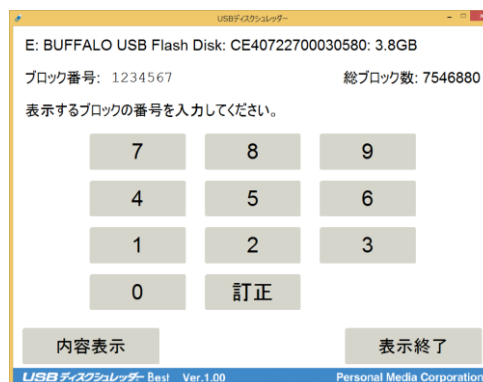 USBディスクシュレッダー
E: BUFFALO USB Flash Disk: CE40722700030580: 3.8GB
ブロック番号: 1234567 総ブロック数: 7546880
表示するブロックの番号を入力してください。
7 8 9
4 5 6
1 2 3
0 訂正
内容表示 表示終了
USB ディスクシュレッダー Best Ver.1.00 Personal Media Corporation